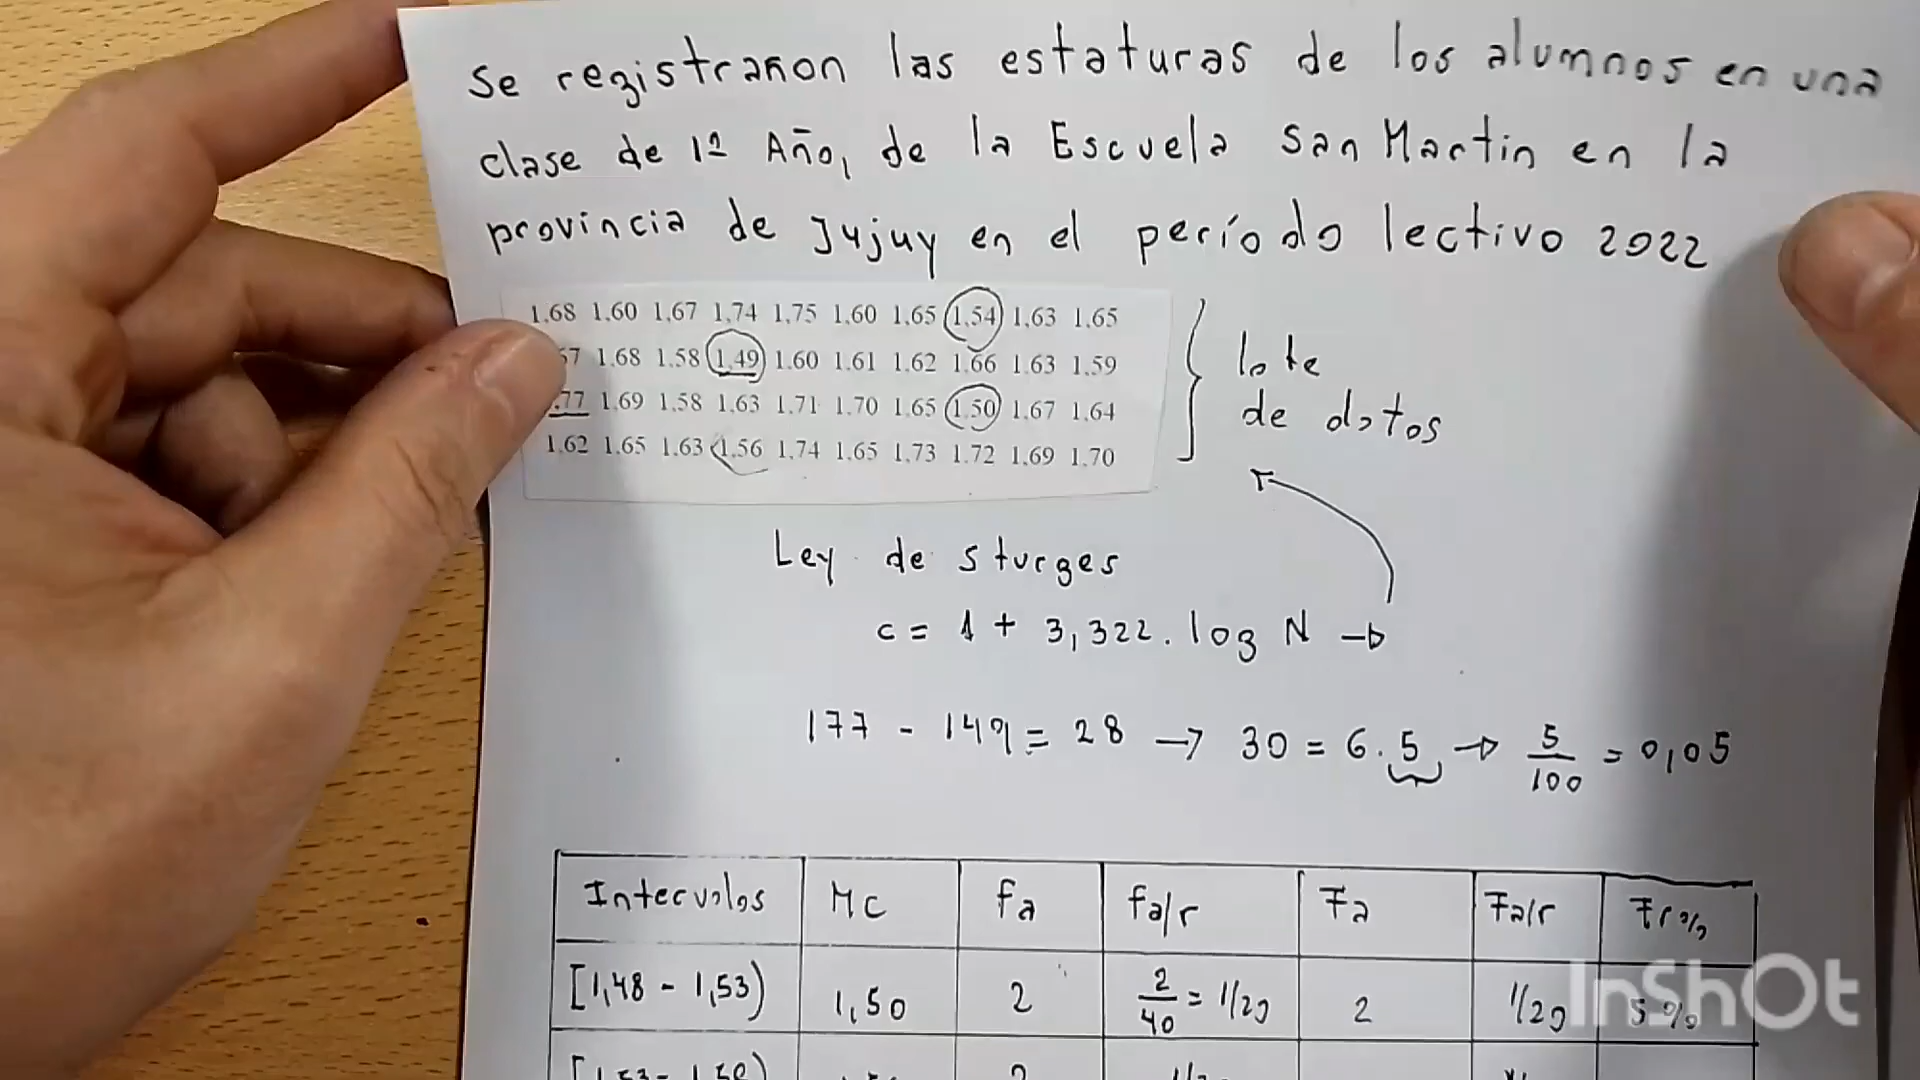 Se registraron las estaturas de los alumnos en una
clase de 1º Año, de la Escuela San Martin en la
provincia de Jujuy en el período lectivo 2022
1.68 1.60 1.67 1.74 1.75 1.60 1.65 1.54 1.63 1.65
57 1.68 1.58 1.49 1.60 1.61 1.62 1.66 1.63 1.59
.77 1.69 1.58 1.63 1.71 1.70 1.65 1.50 1.67 1.64
1.62 1.65 1.63 1.56 1.74 1.65 1.73 1.72 1.69 1.70
lote
de datos
Ley de Sturges
c = 1 + 3,322. log N →
177 - 149 = 28 → 30 = 6.5 → 5/100 = 0,05
Intervalos MC fa fa/r Fa Fa/r Fr%
[1,48 - 1,53) 1,50 2 2/40 = 1/20 2 1/20 5%
InShOt